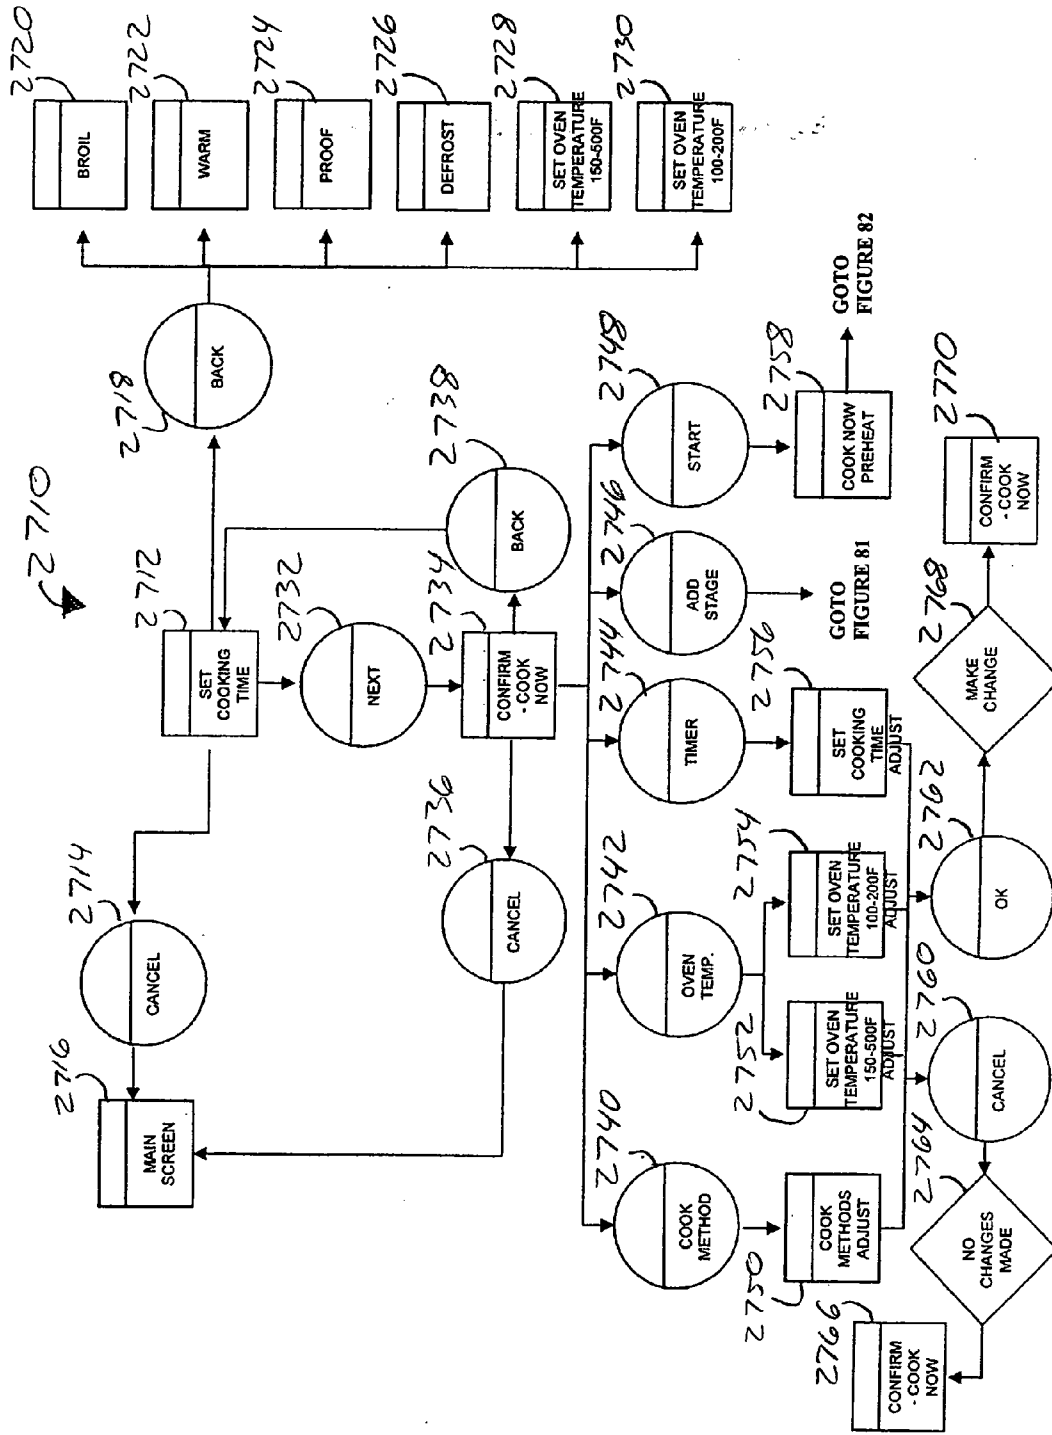 2710
2712
SET
COOKING
TIME
2714
CANCEL
2716
MAIN
SCREEN
2718
BACK
2720
BROIL
2722
WARM
2724
PROOF
2726
DEFROST
2728
SET OVEN
TEMPERATURE
150-500F
2730
SET OVEN
TEMPERATURE
100-200F
2732
NEXT
2734
CONFIRM
- COOK
NOW
2736
CANCEL
2738
BACK
2740
COOK
METHOD
2742
OVEN
TEMP.
2744
TIMER
2746
ADD
STAGE
2748
START
2750
COOK
METHODS
ADJUST
2752
SET OVEN
TEMPERATURE
150-500F
ADJUST
2754
SET OVEN
TEMPERATURE
100-200F
ADJUST
2756
SET
COOKING
TIME
ADJUST
GOTO
FIGURE 81
2758
COOK NOW
PREHEAT
GOTO
FIGURE 82
2760
CANCEL
2762
OK
2764
NO
CHANGES
MADE
2766
CONFIRM
- COOK
NOW
2768
MAKE
CHANGE
2770
CONFIRM
- COOK
NOW